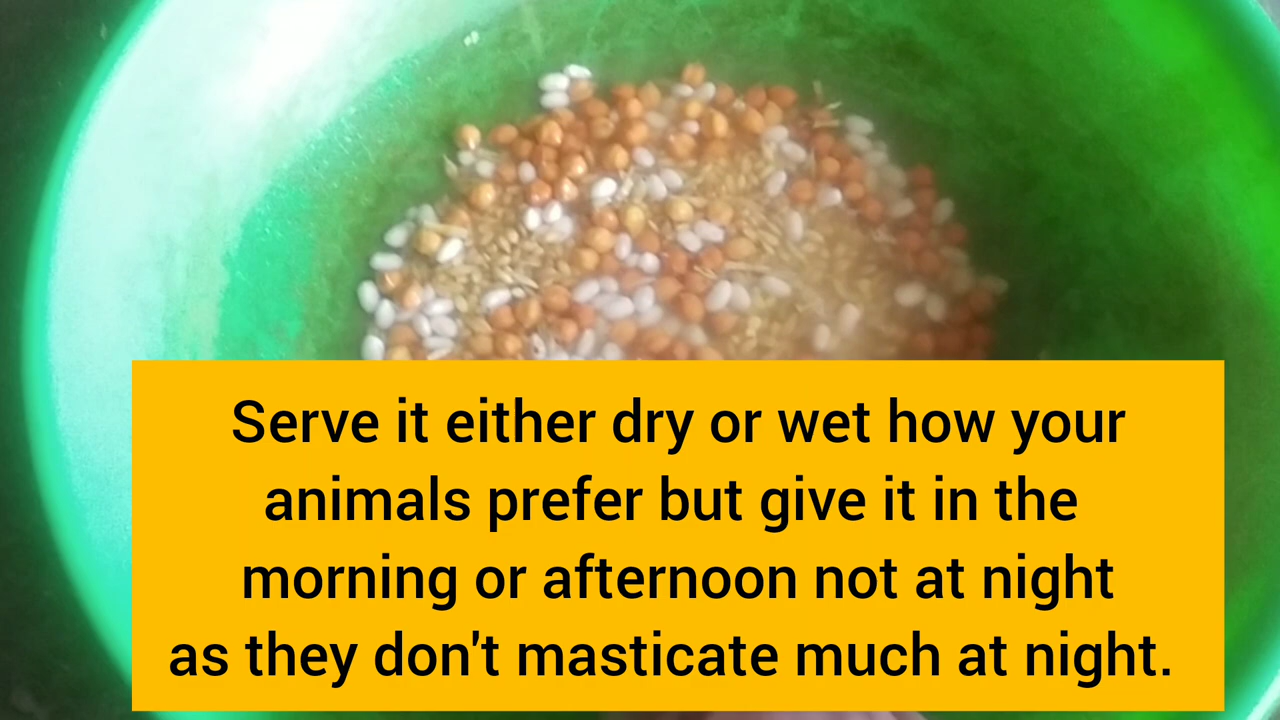 Serve it either dry or wet how your
animals prefer but give it in the
morning or afternoon not at night
as they don't masticate much at night.